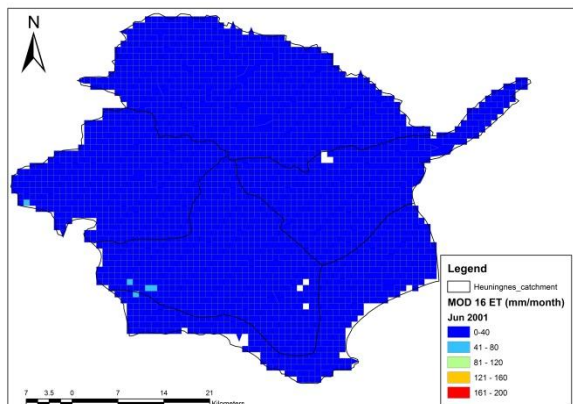 N
Legend
Heuningnes_catchment
MOD 16 ET (mm/month)
Jun 2001
0-40
41 - 80
81 - 120
121 - 160
161 - 200
7 3.5 0 7 14 21
Kilometers